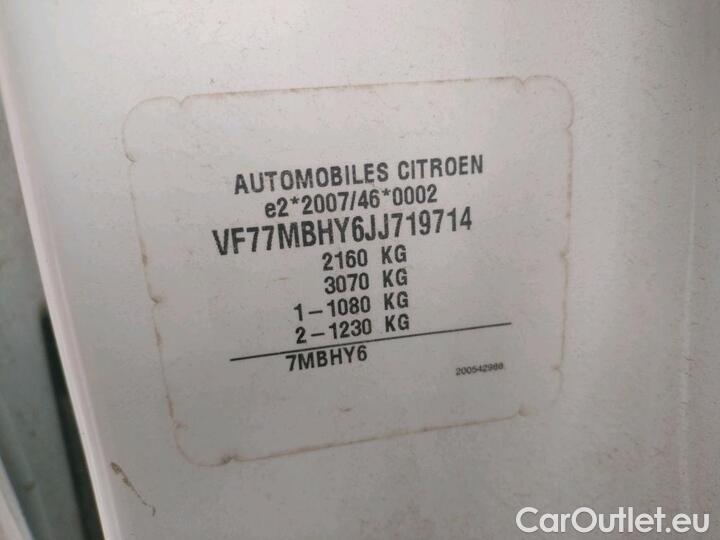 AUTOMOBILES CITROEN
e2*2007/46*0002
VF77MBHY6JJ719714
2160 KG
3070 KG
1-1080 KG
2-1230 KG
7MBHY6
200542988
CarOutlet.eu